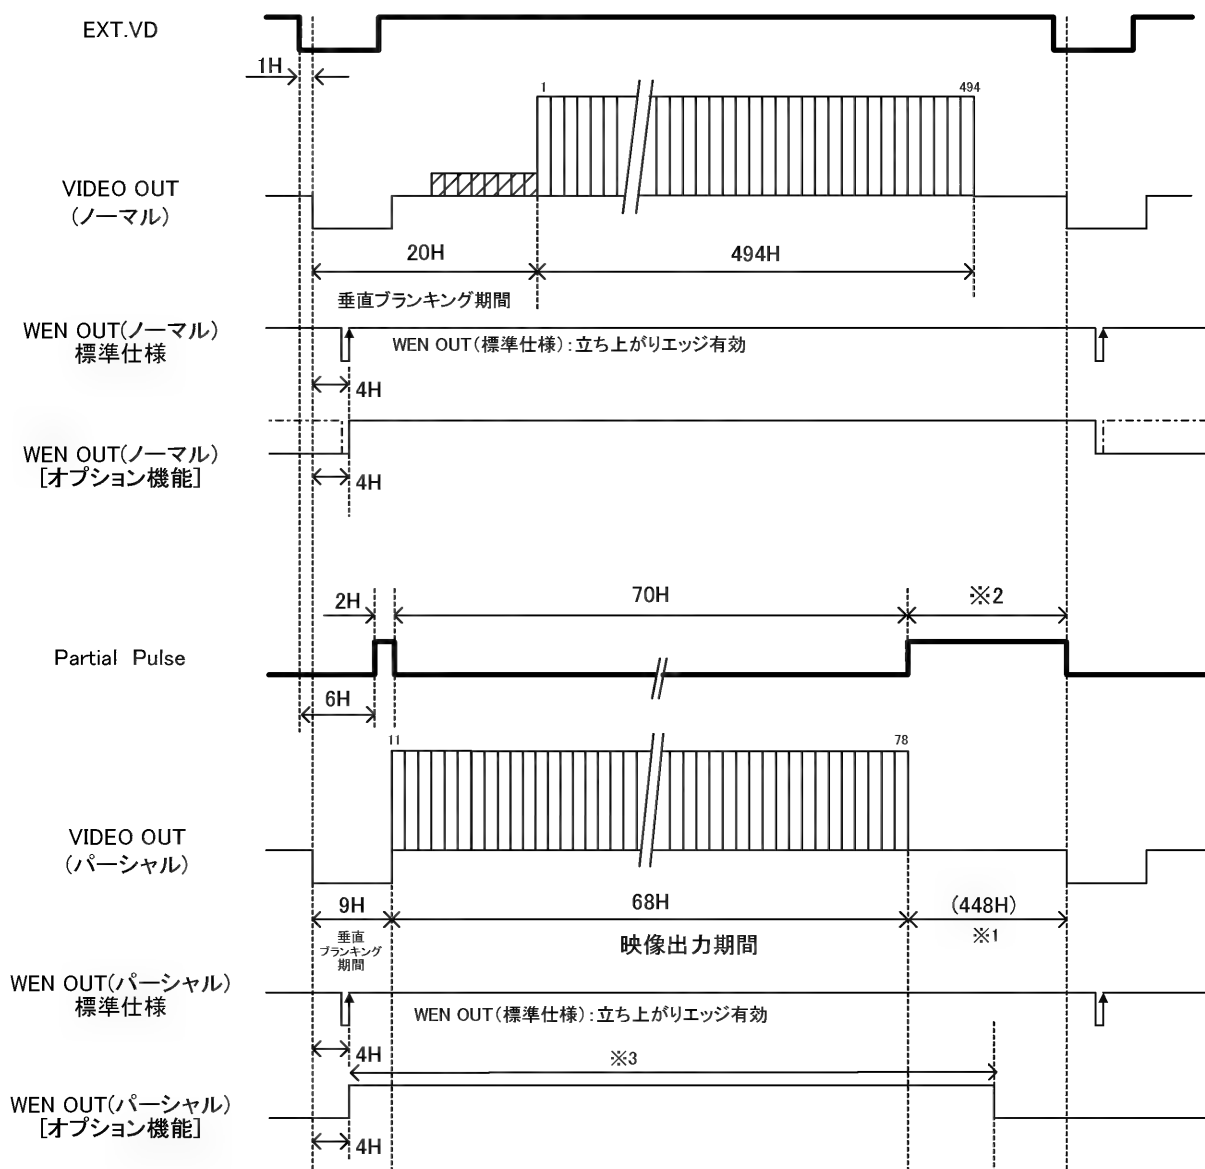 EXT.VD
1H
1
494
VIDEO OUT
(ノーマル)
20H
494H
垂直ブランキング期間
WEN OUT(ノーマル)
標準仕様
WEN OUT(標準仕様):立ち上がりエッジ有効
4H
WEN OUT(ノーマル)
[オプション機能]
4H
2H
70H
※2
Partial Pulse
6H
11
78
VIDEO OUT
(パーシャル)
9H
68H
(448H)
垂直
ブランキング
期間
映像出力期間
※1
WEN OUT(パーシャル)
標準仕様
WEN OUT(標準仕様):立ち上がりエッジ有効
4H
※3
WEN OUT(パーシャル)
[オプション機能]
4H